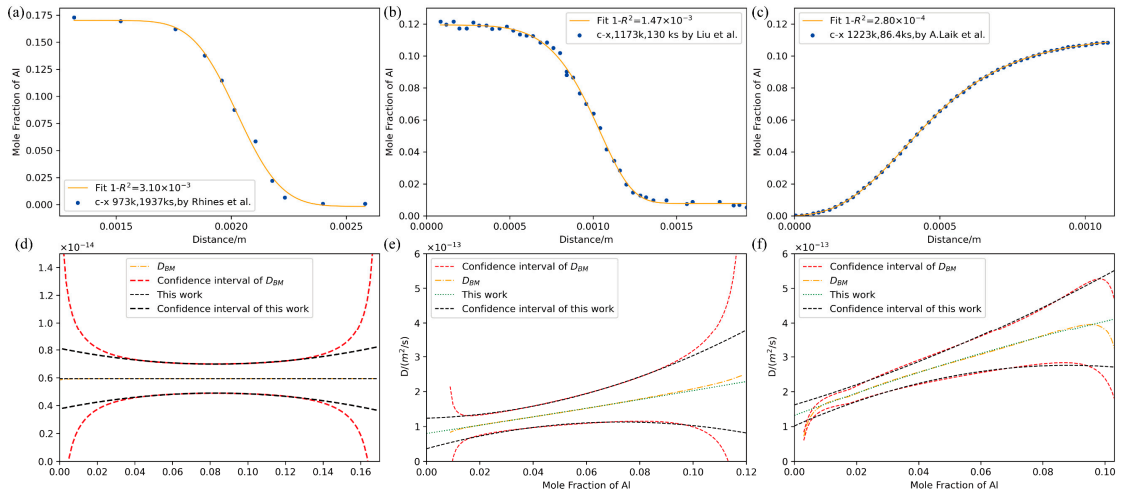 (a)
0.175
0.150
0.125
0.100
0.075
0.050
0.025
0.000
Mole Fraction of Al
Fit 1-R²=3.10×10⁻³
c-x 973k,1937ks,by Rhines et al.
0.0015
0.0020
0.0025
Distance/m
(b)
0.12
0.10
0.08
0.06
0.04
0.02
0.00
Mole Fraction of Al
Fit 1-R²=1.47×10⁻³
c-x,1173k,130 ks by Liu et al.
0.0000
0.0005
0.0010
0.0015
Distance/m
(c)
0.12
0.10
0.08
0.06
0.04
0.02
0.00
Mole Fraction of Al
Fit 1-R²=2.80×10⁻⁴
c-x 1223k,86.4ks,by A.Laik et al.
0.0000
0.0005
0.0010
Distance/m
(d)
×10⁻¹⁴
1.4
1.2
1.0
0.8
0.6
0.4
0.2
0.0
D/(m²/s)
D_BM
Confidence interval of D_BM
This work
Confidence interval of this work
0.00
0.02
0.04
0.06
0.08
0.10
0.12
0.14
0.16
Mole Fraction of Al
(e)
×10⁻¹³
6
5
4
3
2
1
0
D/(m²/s)
Confidence interval of D_BM
D_BM
This work
Confidence interval of this work
0.00
0.02
0.04
0.06
0.08
0.10
0.12
Mole Fraction of Al
(f)
×10⁻¹³
6
5
4
3
2
1
0
D/(m²/s)
Confidence interval of D_BM
D_BM
This work
Confidence interval of this work
0.00
0.02
0.04
0.06
0.08
0.10
Mole Fraction of Al